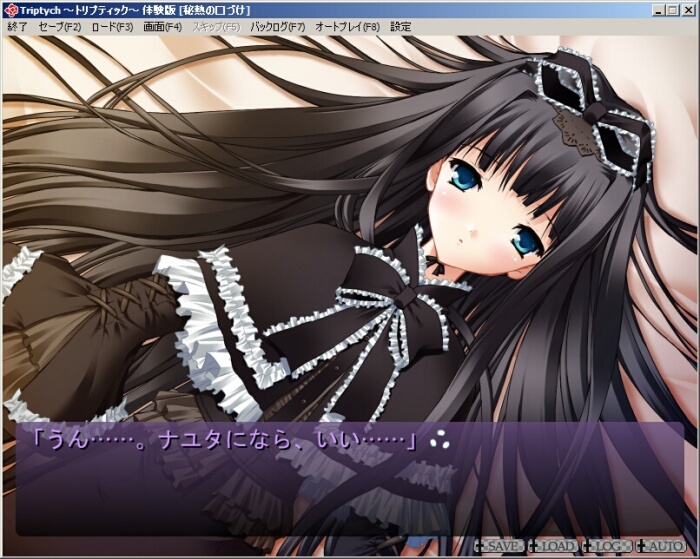 Triptych ～トリプティック～ 体験版 [秘熱の口づけ]
終了 セーブ(F2) ロード(F3) 画面(F4) スキップ(F5) バックログ(F7) オートプレイ(F8) 設定
「うん……。ナユタになら、いい……」
SAVE LOAD LOG AUTO